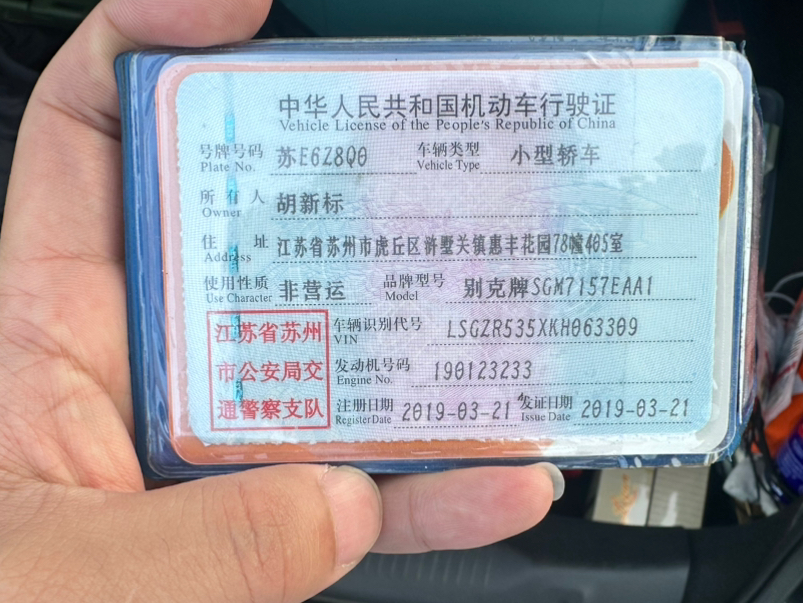 中华人民共和国机动车行驶证
Vehicle License of the People's Republic of China
号牌号码 苏E6Z8Q0 车辆类型 小型轿车
Plate No. Vehicle Type
所有人 胡新标
Owner
住址 江苏省苏州市虎丘区浒墅关镇惠丰花园78幢405室
Address
使用性质 非营运 品牌型号 别克牌SGM7157EAA1
Use Character Model
江苏省苏州
市公安局交
通警察支队
车辆识别代号 LSGZR535XKH063309
VIN
发动机号码 190123233
Engine No.
注册日期 2019-03-21 发证日期 2019-03-21
Register Date Issue Date